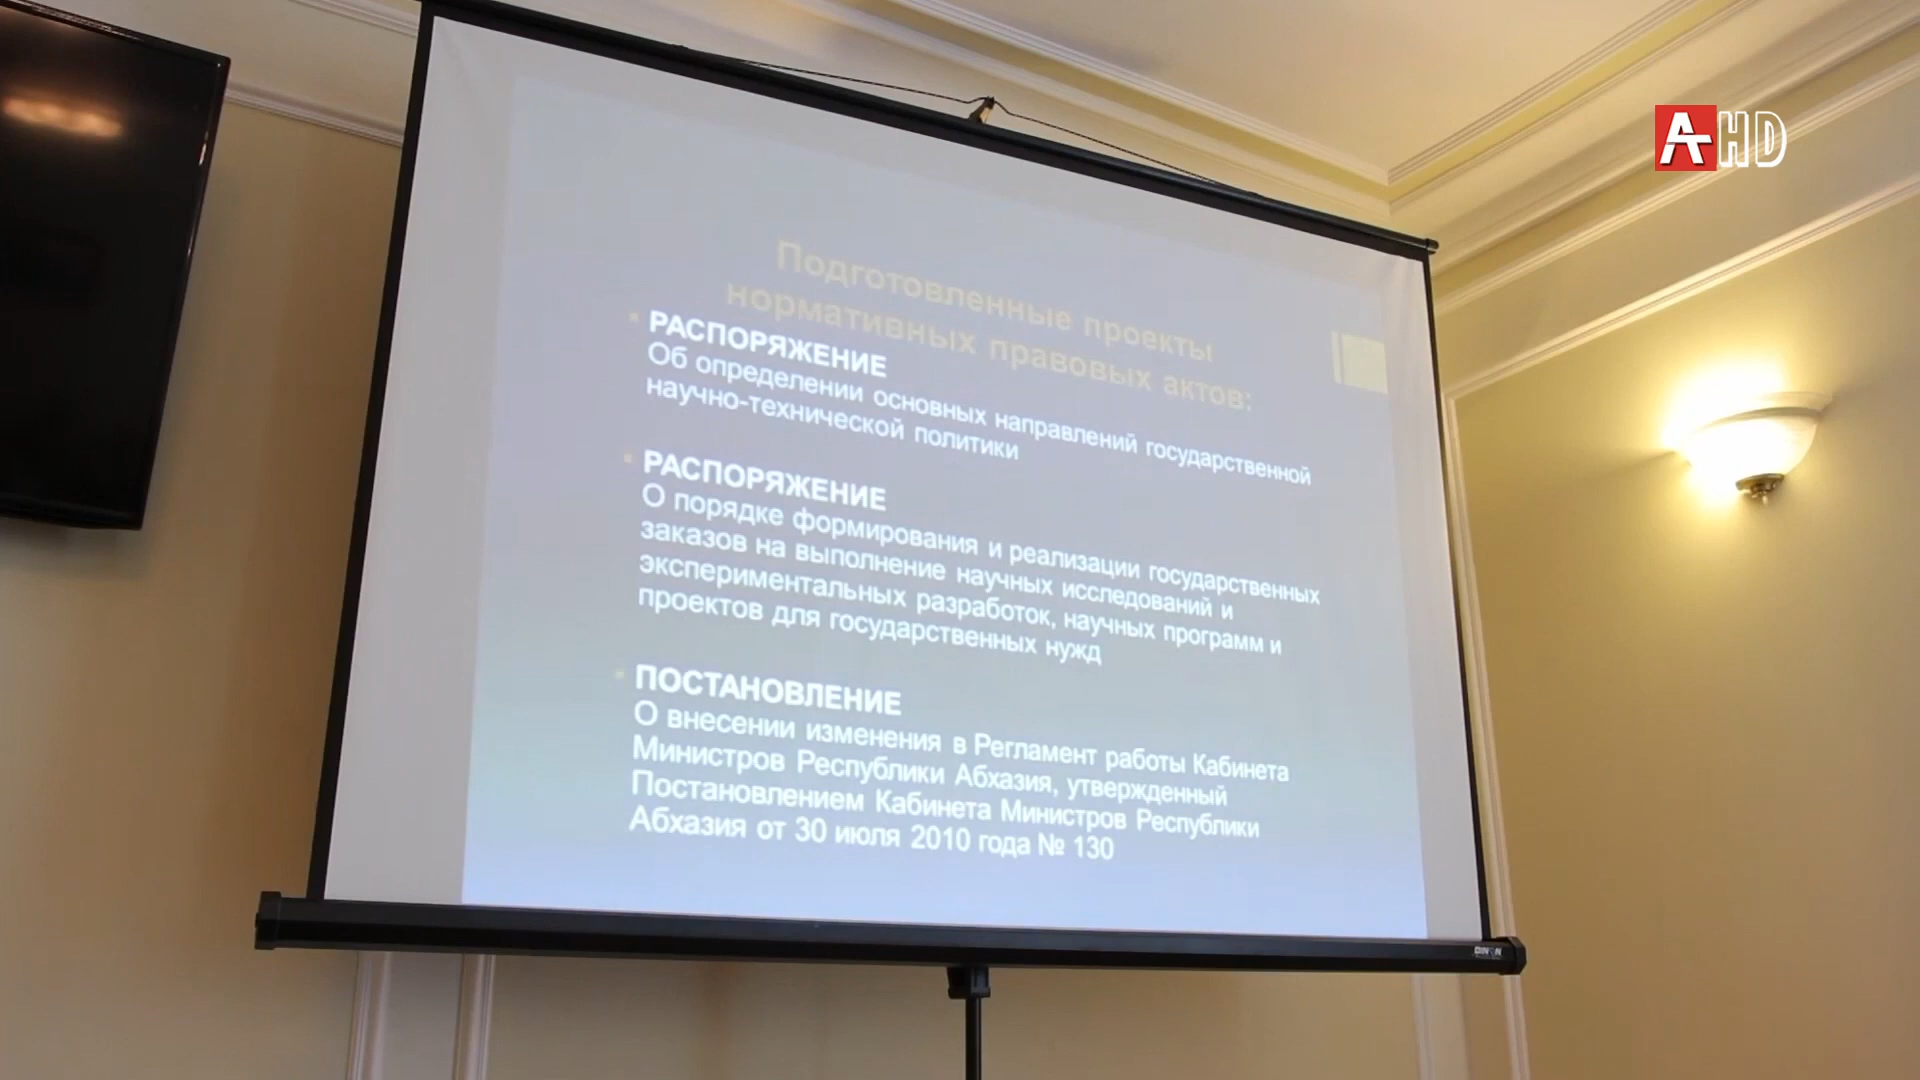 AHD
Подготовленные проекты
нормативных правовых актов:
РАСПОРЯЖЕНИЕ
Об определении основных направлений государственной
научно-технической политики
РАСПОРЯЖЕНИЕ
О порядке формирования и реализации государственных
заказов на выполнение научных исследований и
экспериментальных разработок, научных программ и
проектов для государственных нужд
ПОСТАНОВЛЕНИЕ
О внесении изменения в Регламент работы Кабинета
Министров Республики Абхазия, утвержденный
Постановлением Кабинета Министров Республики
Абхазия от 30 июля 2010 года № 130